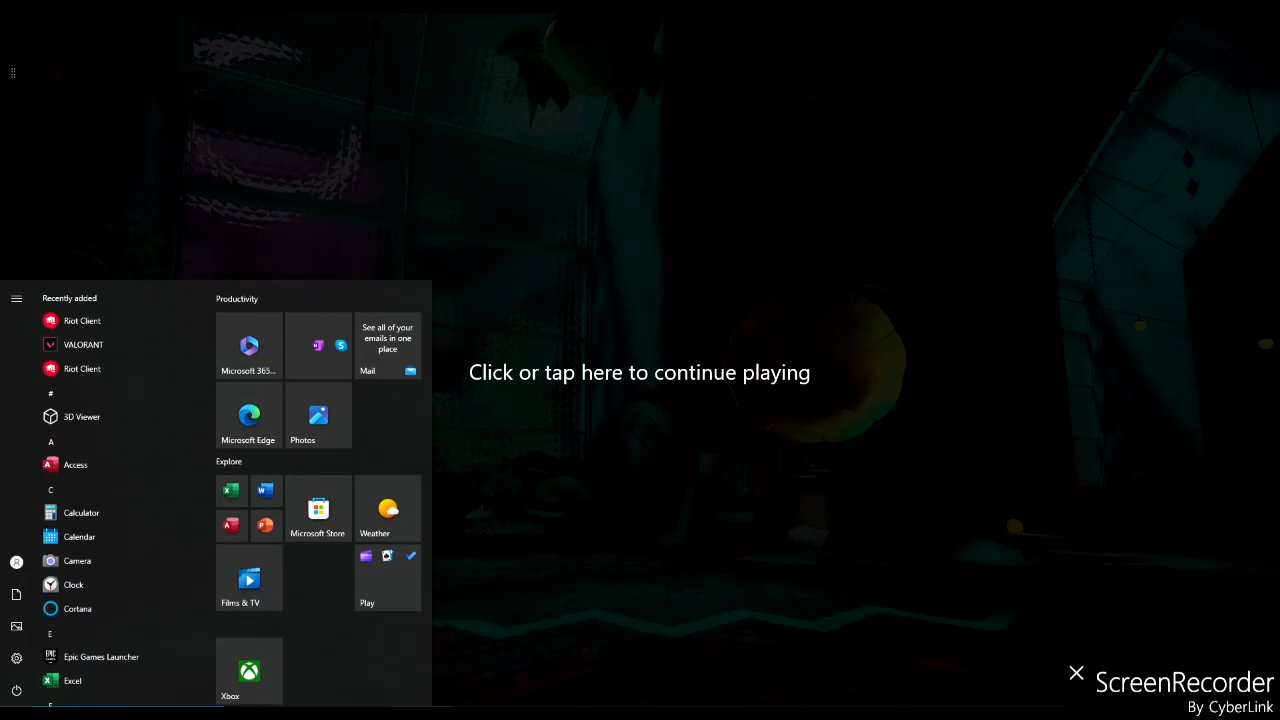 Recently added
Riot Client
VALORANT
Riot Client
#
3D Viewer
A
Access
C
Calculator
Calendar
Camera
Clock
Cortana
E
Epic Games Launcher
Excel
F
Productivity
Microsoft 365...
See all of your
emails in one
place
Mail
Microsoft Edge
Photos
Explore
Microsoft Store
Weather
Films & TV
Play
Xbox
Click or tap here to continue playing
ScreenRecorder
By CyberLink